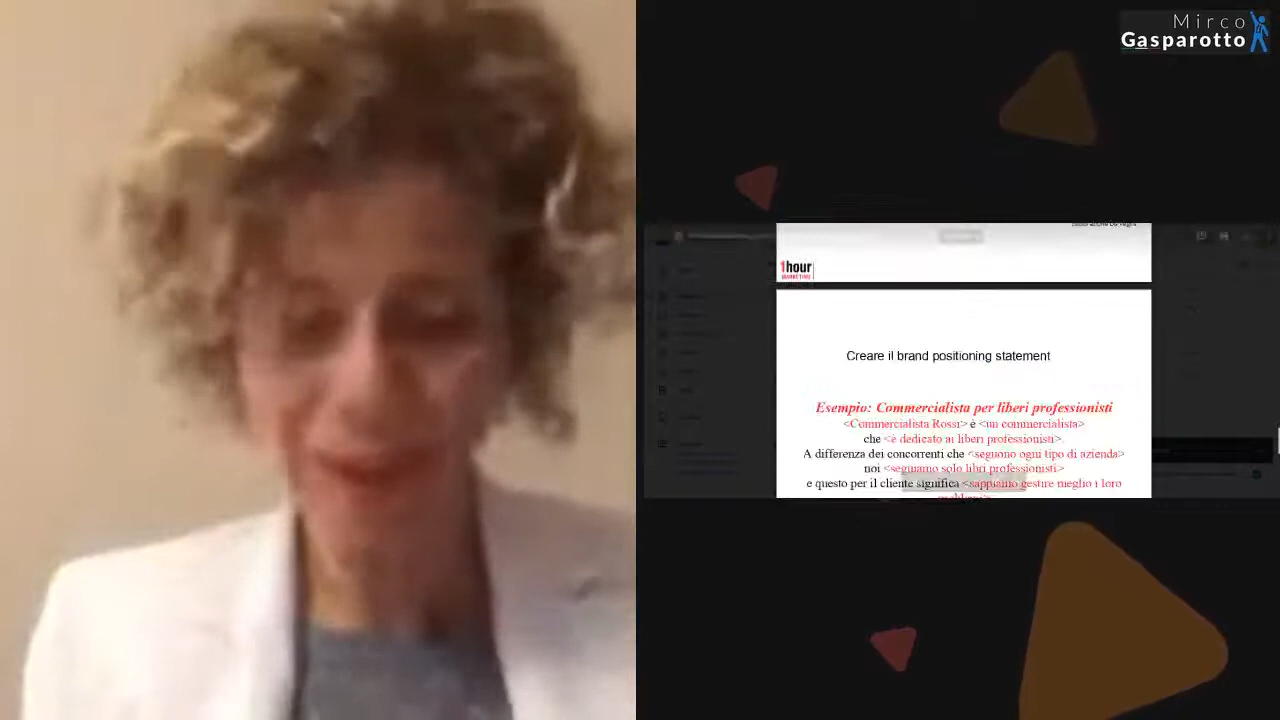 Mirco
Gasparotto
1hour
MARKETING
Creare il brand positioning statement
Esempio: Commercialista per liberi professionisti
<Commercialista Rossi> è <un commercialista>
che <è dedicato ai liberi professionisti>.
A differenza dei concorrenti che <seguono ogni tipo di azienda>
noi <seguiamo solo libri professionisti>
e questo per il cliente significa <sappiamo gestire meglio i loro